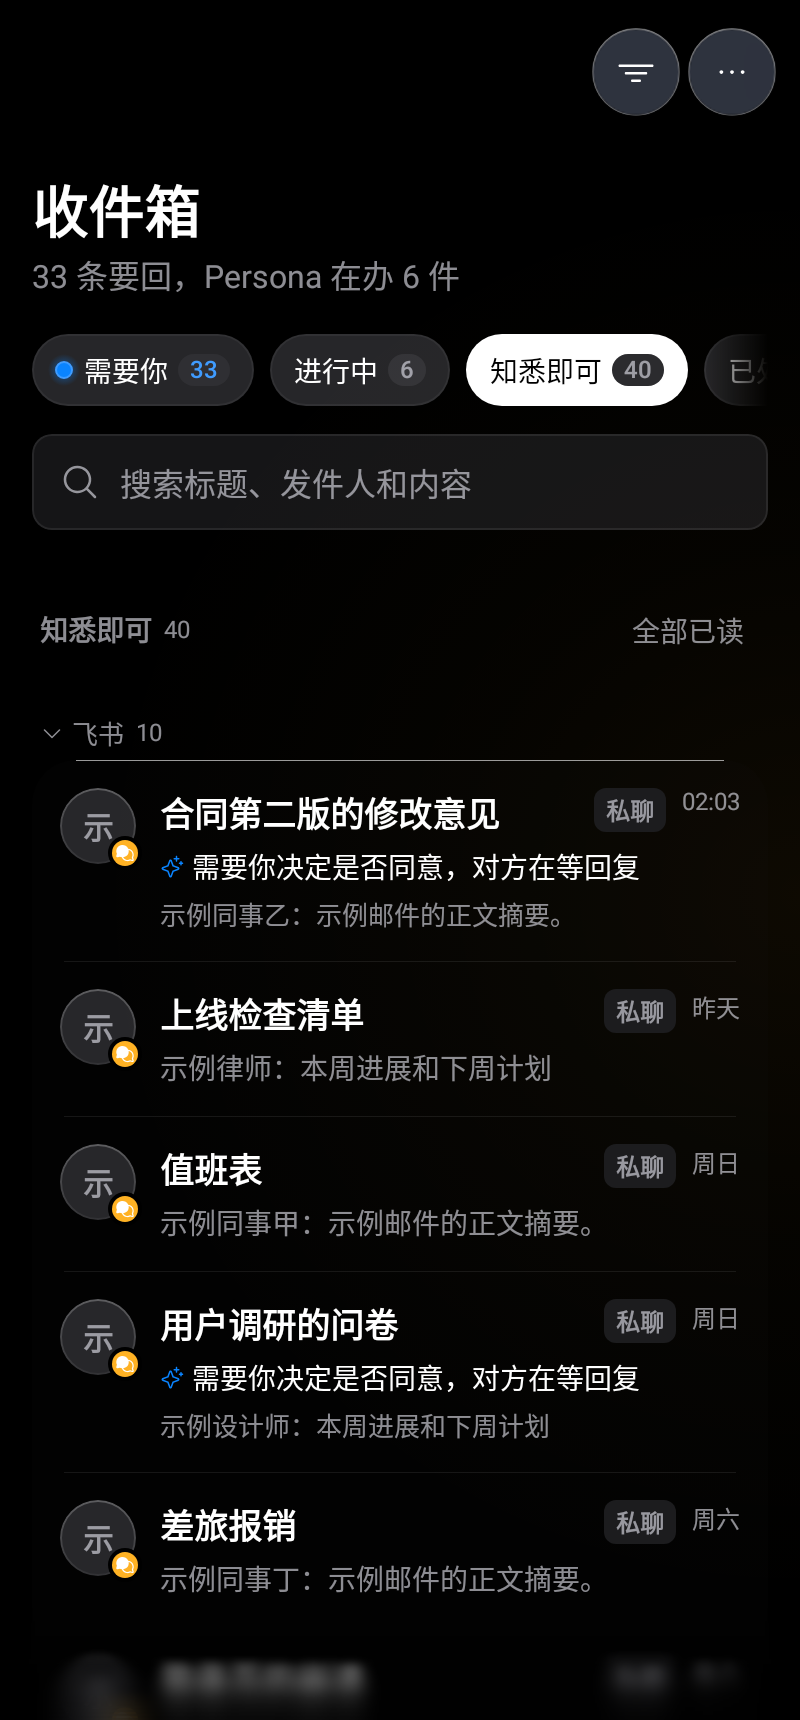 收件箱
33 条要回，Persona 在办 6 件
需要你 33
进行中 6
知悉即可 40
搜索标题、发件人和内容
知悉即可 40
全部已读
飞书 10
示
合同第二版的修改意见
私聊
02:03
需要你决定是否同意，对方在等回复
示例同事乙：示例邮件的正文摘要。
示
上线检查清单
私聊
昨天
示例律师：本周进展和下周计划
示
值班表
私聊
周日
示例同事甲：示例邮件的正文摘要。
示
用户调研的问卷
私聊
周日
需要你决定是否同意，对方在等回复
示例设计师：本周进展和下周计划
示
差旅报销
私聊
周六
示例同事丁：示例邮件的正文摘要。